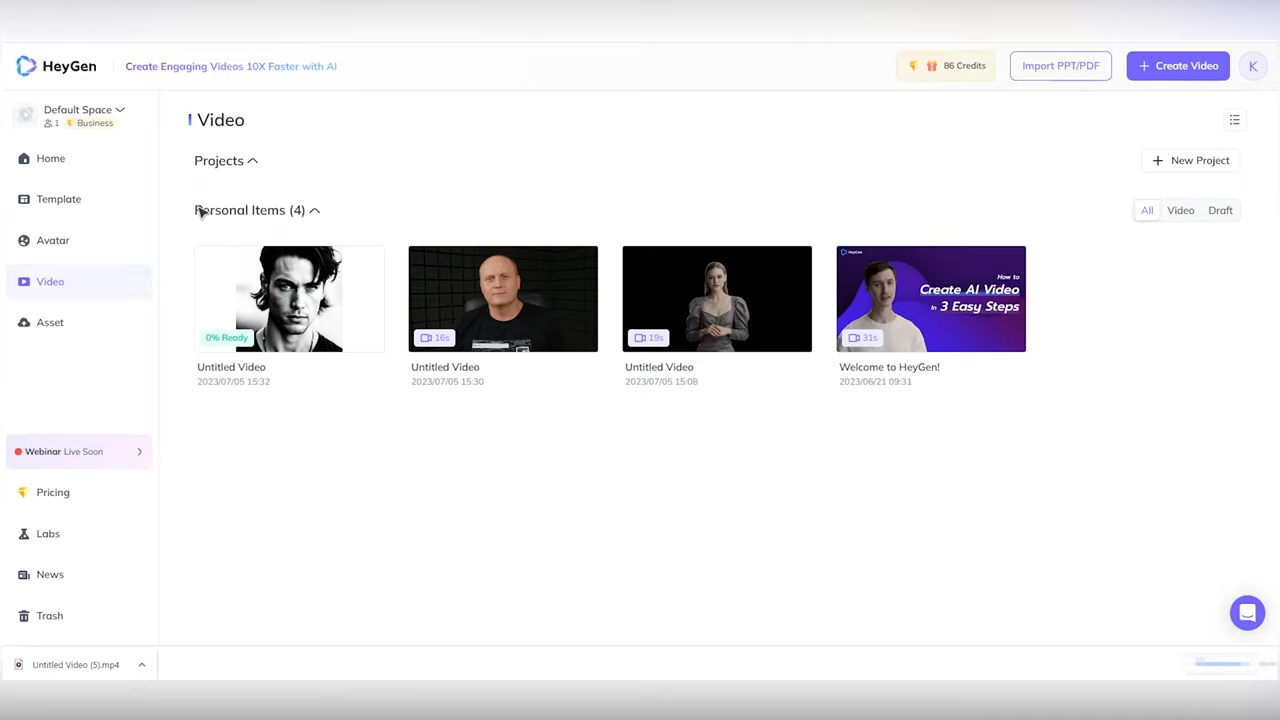 HeyGen
Create Engaging Videos 10X Faster with AI
86 Credits
Import PPT/PDF
+ Create Video
K
Default Space
1 Business
Home
Template
Avatar
Video
Asset
Webinar Live Soon
Pricing
Labs
News
Trash
Video
Projects
+ New Project
Personal Items (4)
All Video Draft
0% Ready
Untitled Video
2023/07/05 15:32
16s
Untitled Video
2023/07/05 15:30
19s
Untitled Video
2023/07/05 15:08
HeyGen
How to
Create AI Video
In 3 Easy Steps
31s
Welcome to HeyGen!
2023/06/21 09:31
Untitled Video (5).mp4